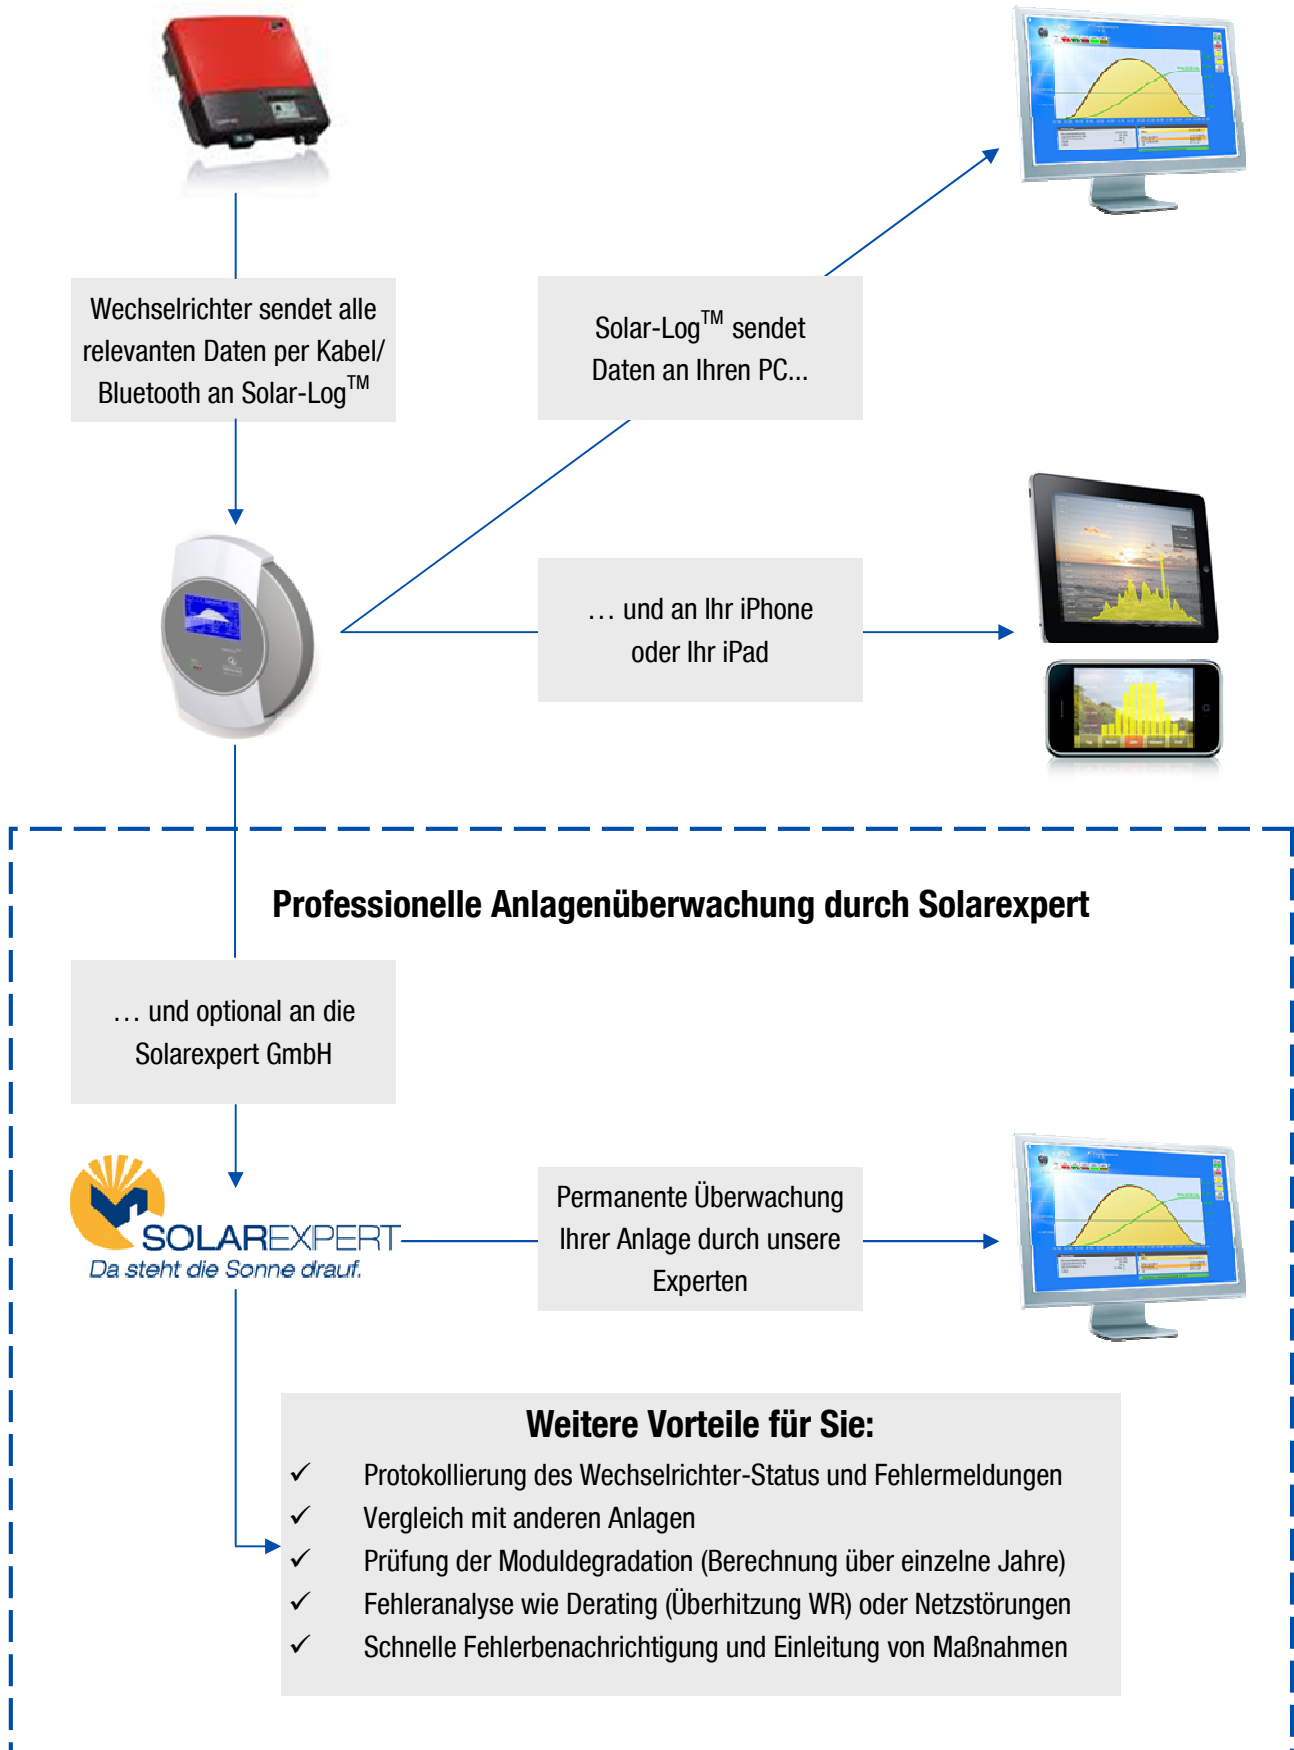 Wechselrichter sendet alle
relevanten Daten per Kabel/
Bluetooth an Solar-Log™
Solar-Log™ sendet
Daten an Ihren PC...
… und an Ihr iPhone
oder Ihr iPad
Professionelle Anlagenüberwachung durch Solarexpert
… und optional an die
Solarexpert GmbH
SOLAREXPERT
Da steht die Sonne drauf.
Permanente Überwachung
Ihrer Anlage durch unsere
Experten
Weitere Vorteile für Sie:
✓ Protokollierung des Wechselrichter-Status und Fehlermeldungen
✓ Vergleich mit anderen Anlagen
✓ Prüfung der Moduldegradation (Berechnung über einzelne Jahre)
✓ Fehleranalyse wie Derating (Überhitzung WR) oder Netzstörungen
✓ Schnelle Fehlerbenachrichtigung und Einleitung von Maßnahmen